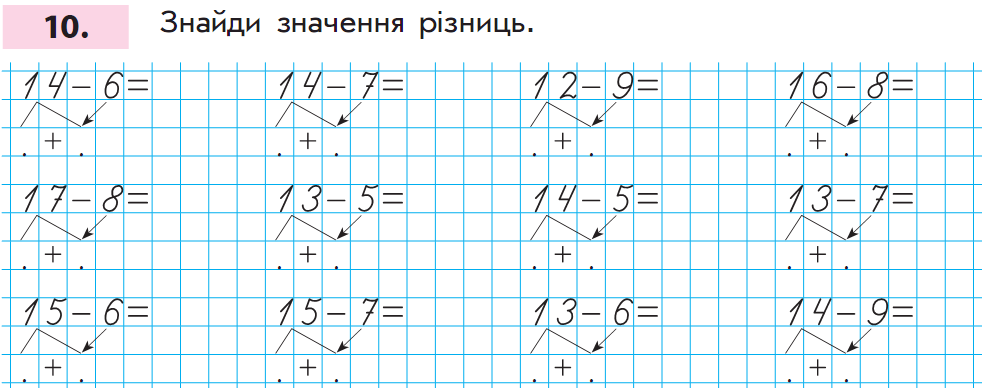 10. Знайди значення різниць.
14 − 6 = 14 − 7 = 12 − 9 = 16 − 8 =
. + . . + . . + . . + .
17 − 8 = 13 − 5 = 14 − 5 = 13 − 7 =
. + . . + . . + . . + .
15 − 6 = 15 − 7 = 13 − 6 = 14 − 9 =
. + . . + . . + . . + .